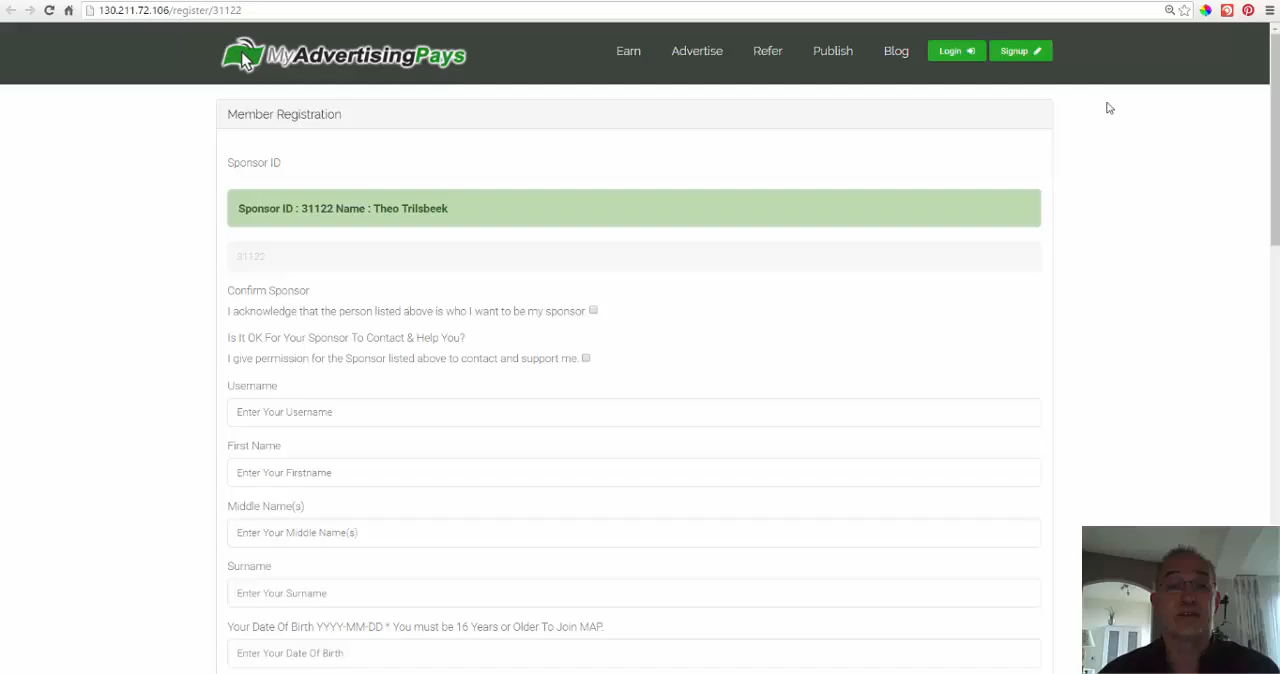 130.211.72.106/register/31122
MyAdvertisingPays
Earn Advertise Refer Publish Blog Login Signup
Member Registration
Sponsor ID
Sponsor ID : 31122 Name : Theo Trilsbeek
31122
Confirm Sponsor
I acknowledge that the person listed above is who I want to be my sponsor
Is It OK For Your Sponsor To Contact & Help You?
I give permission for the Sponsor listed above to contact and support me.
Username
Enter Your Username
First Name
Enter Your Firstname
Middle Name(s)
Enter Your Middle Name(s)
Surname
Enter Your Surname
Your Date Of Birth YYYY-MM-DD * You must be 16 Years or Older To Join MAP.
Enter Your Date Of Birth